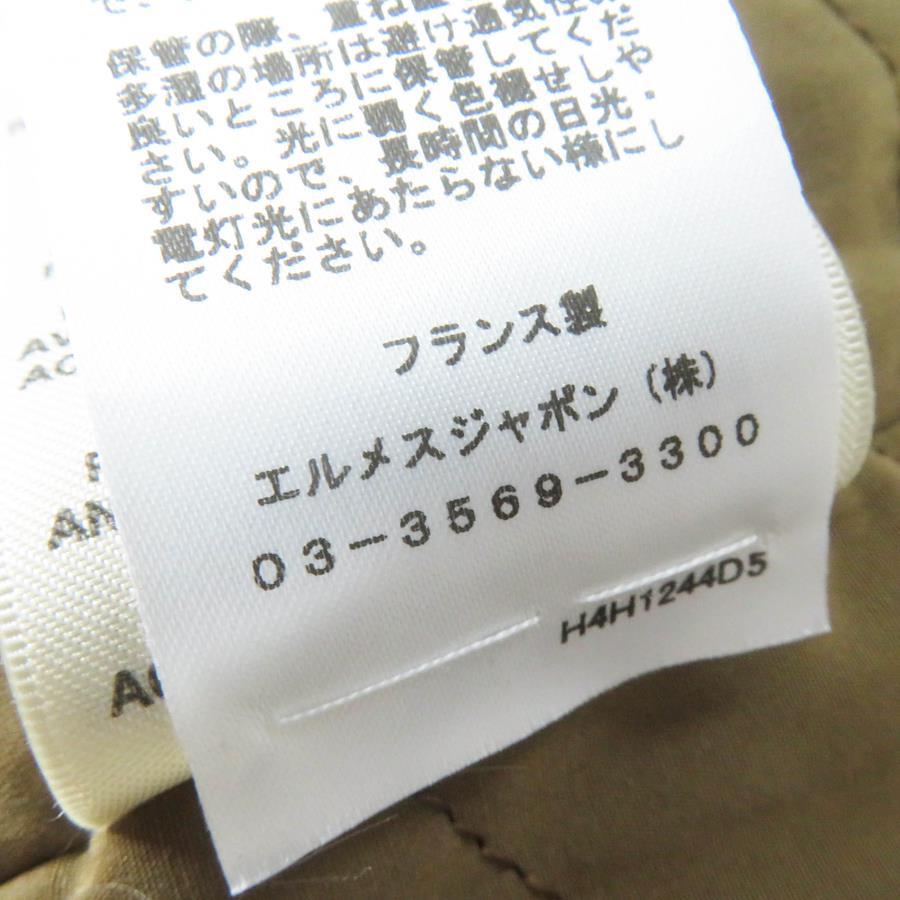 保管の際、重ね
多湿の場所は避け通気性の
良いところに保管してくだ
さい。光に弱く色褪せしや
すいので、長時間の日光・
電灯光にあたらない様にし
てください。
フランス製
エルメスジャポン（株）
03-3569-3300
H4H1244D5
AC
AC